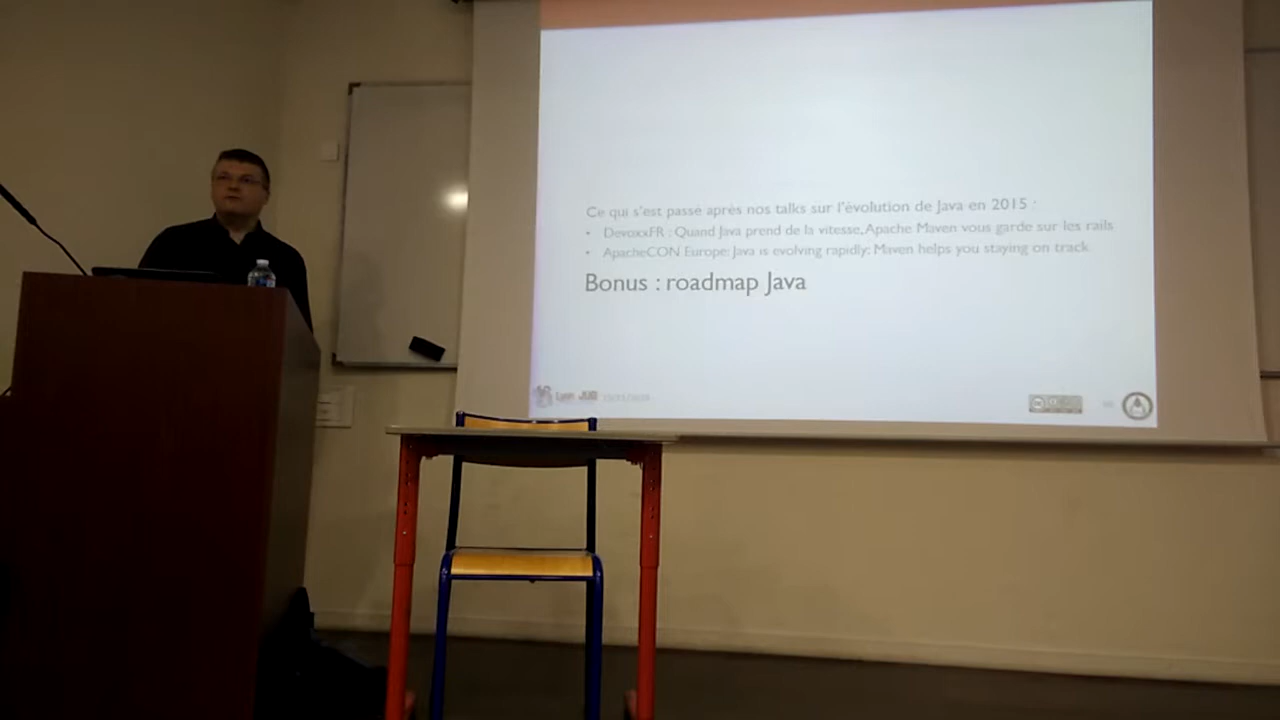 Ce qui s'est passé après nos talks sur l'évolution de Java en 2015 :
• DevoxxFR : Quand Java prend de la vitesse, Apache Maven vous garde sur les rails
• ApacheCON Europe: Java is evolving rapidly: Maven helps you staying on track
Bonus : roadmap Java
Lyon JUG